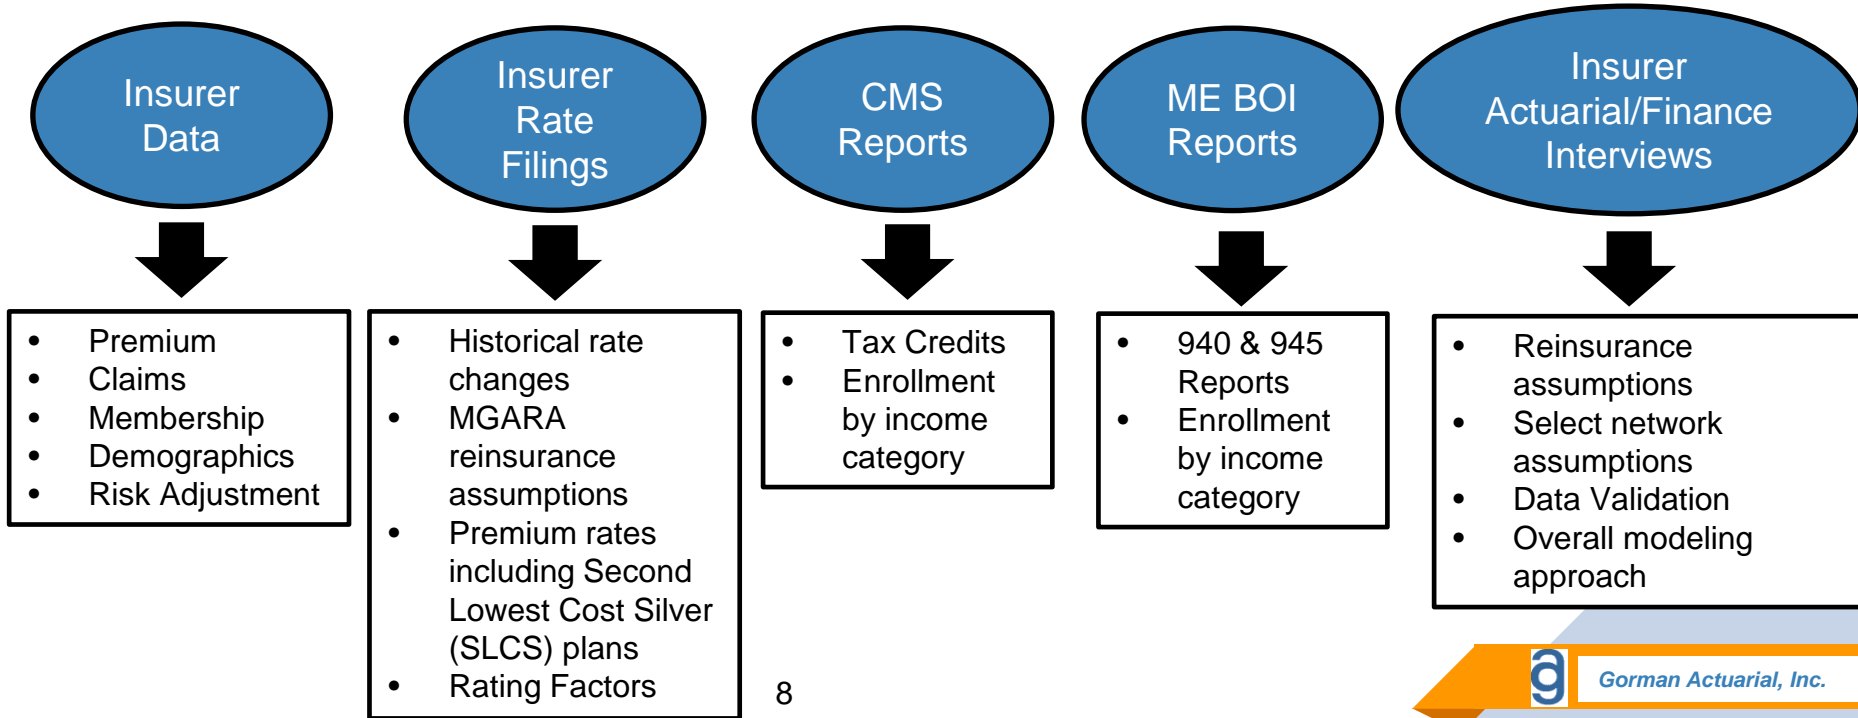 Insurer
Data
Insurer
Rate
Filings
CMS
Reports
ME BOI
Reports
Insurer
Actuarial/Finance
Interviews
• Premium
• Claims
• Membership
• Demographics
• Risk Adjustment
• Historical rate
changes
• MGARA
reinsurance
assumptions
• Premium rates
including Second
Lowest Cost Silver
(SLCS) plans
• Rating Factors
• Tax Credits
• Enrollment
by income
category
• 940 & 945
Reports
• Enrollment
by income
category
• Reinsurance
assumptions
• Select network
assumptions
• Data Validation
• Overall modeling
approach
8
Gorman Actuarial, Inc.